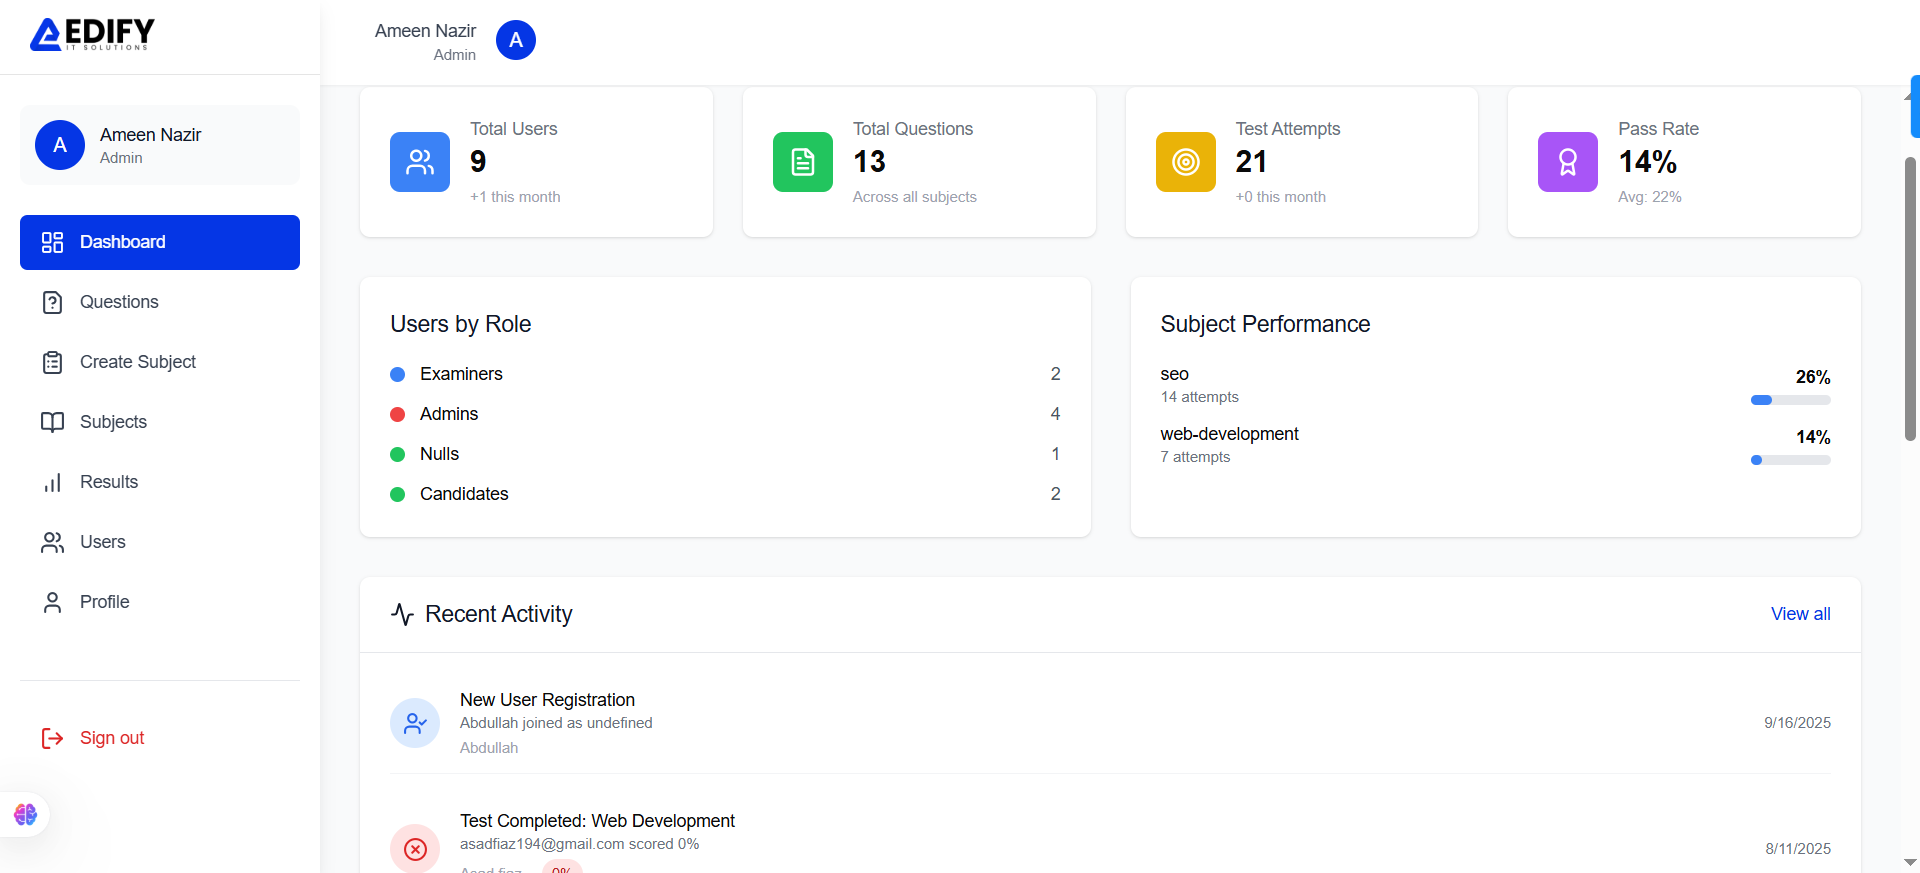 EDIFY
IT SOLUTIONS
Ameen Nazir
Admin
A
A
Ameen Nazir
Admin
Dashboard
Questions
Create Subject
Subjects
Results
Users
Profile
Sign out
Total Users
9
+1 this month
Total Questions
13
Across all subjects
Test Attempts
21
+0 this month
Pass Rate
14%
Avg: 22%
Users by Role
Examiners 2
Admins 4
Nulls 1
Candidates 2
Subject Performance
seo
14 attempts
26%
web-development
7 attempts
14%
Recent Activity
View all
New User Registration
Abdullah joined as undefined
Abdullah
9/16/2025
Test Completed: Web Development
asadfiaz194@gmail.com scored 0%
Asad fiaz 0%
8/11/2025